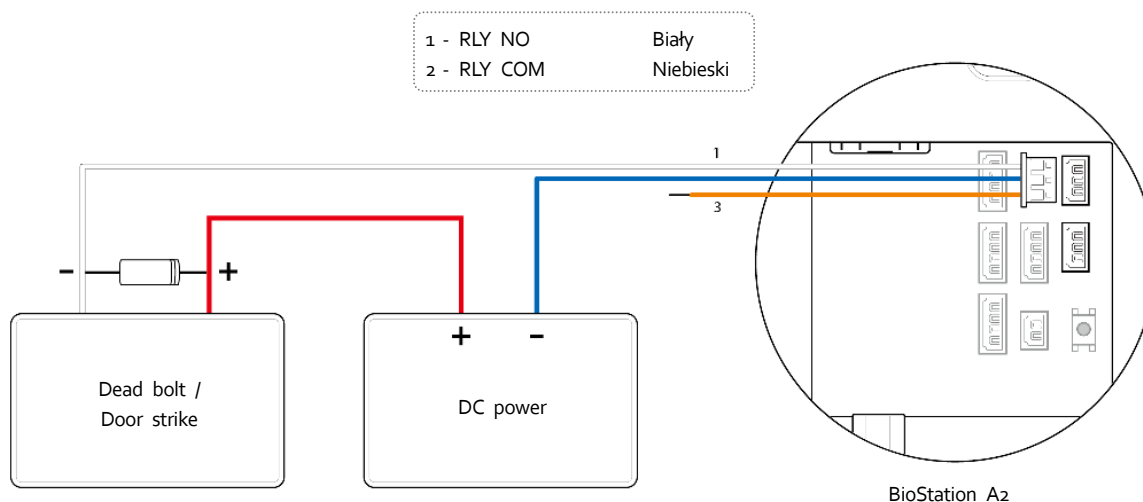 1 - RLY NO Biały
2 - RLY COM Niebieski
1
3
- +
+ -
Dead bolt /
Door strike
DC power
BioStation A2